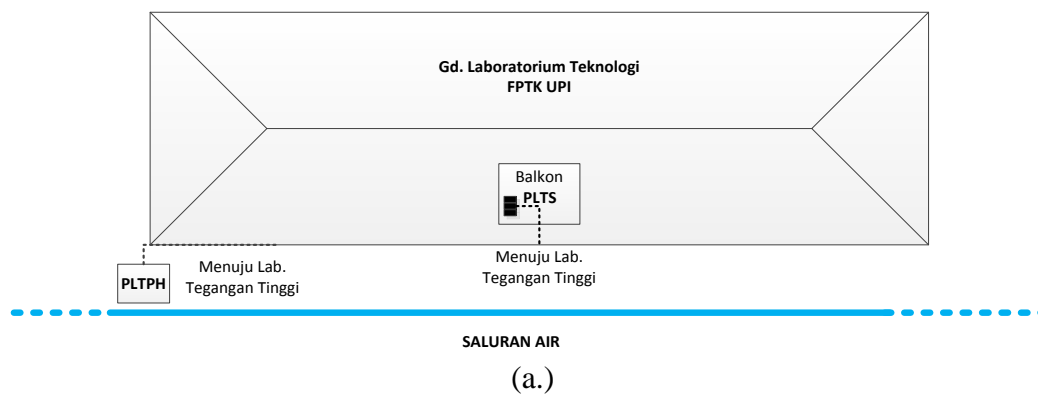 Gd. Laboratorium Teknologi
FPTK UPI
Balkon
PLTS
Menuju Lab.
Tegangan Tinggi
PLTPH
Menuju Lab.
Tegangan Tinggi
SALURAN AIR
(a.)